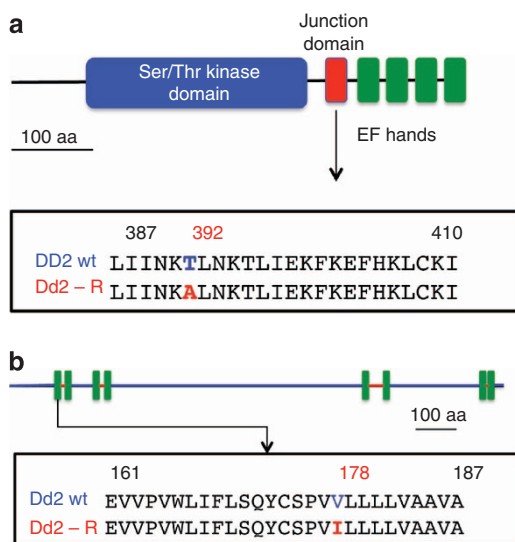 a
Junction
domain
Ser/Thr kinase
domain
100 aa
EF hands
387 392 410
DD2 wt LIINKTLNKTLIEKFKEFHKLCKI
Dd2 – R LIINKALNKTLIEKFKEFHKLCKI
b
100 aa
161 178 187
Dd2 wt EVVPVWLIFLSQYCSPVVLLLLVAAVA
Dd2 – R EVVPVWLIFLSQYCSPVILLLLVAAVA